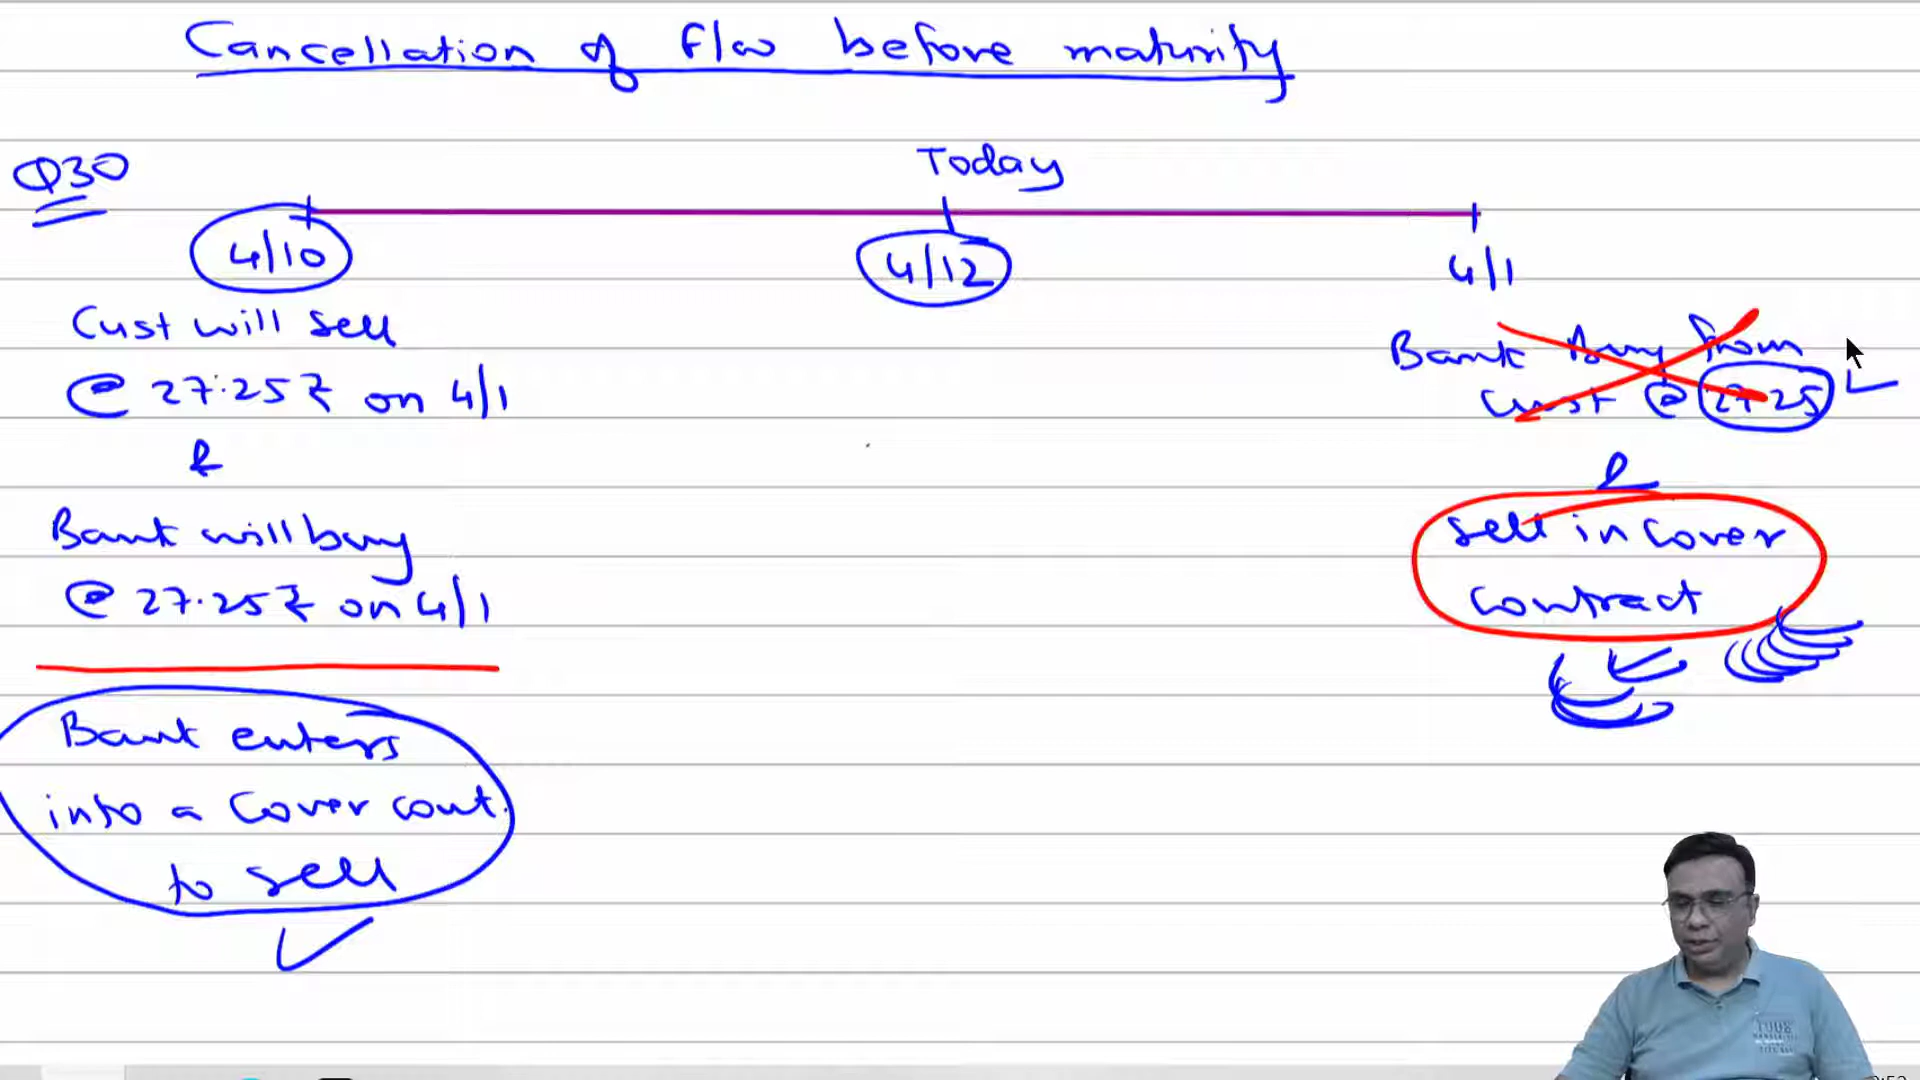 Cancellation of F/w before maturity
Q30
Today
4/10
4/12
4/1
Cust will sell
@ 27.25₹ on 4/1
&
Bank will buy
@ 27.25₹ on 4/1
Bank enters
into a Cover cont.
to sell
Bank buy from
Cust @ 27.25
&
sell in cover
contract